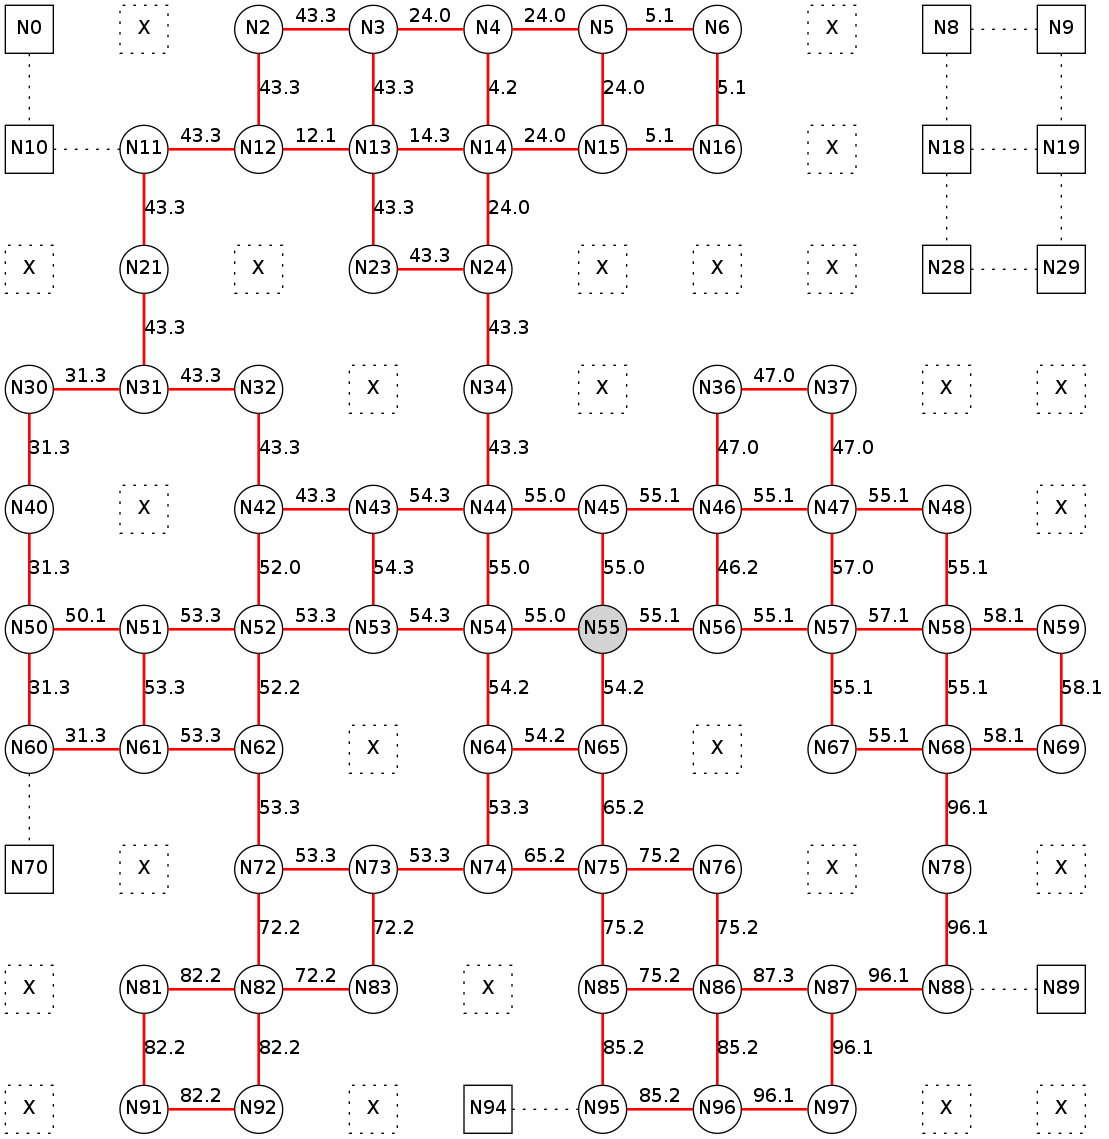 43.3 24.0 24.0 5.1
N0 X N2 N3 N4 N5 N6 X N8 N9
43.3 43.3 4.2 24.0 5.1
43.3 12.1 14.3 24.0 5.1
N10 N11 N12 N13 N14 N15 N16 X N18 N19
43.3 43.3 24.0
43.3
X N21 X N23 N24 X X X N28 N29
43.3 43.3
31.3 43.3 47.0
N30 N31 N32 X N34 X N36 N37 X X
31.3 43.3 43.3 47.0 47.0
43.3 54.3 55.0 55.1 55.1 55.1
N40 X N42 N43 N44 N45 N46 N47 N48 X
31.3 52.0 54.3 55.0 55.0 46.2 57.0 55.1
50.1 53.3 53.3 54.3 55.0 55.1 55.1 57.1 58.1
N50 N51 N52 N53 N54 N55 N56 N57 N58 N59
31.3 53.3 52.2 54.2 54.2 55.1 55.1 58.1
31.3 53.3 54.2 55.1 58.1
N60 N61 N62 X N64 N65 X N67 N68 N69
53.3 53.3 65.2 96.1
53.3 53.3 65.2 75.2
N70 X N72 N73 N74 N75 N76 X N78 X
72.2 72.2 75.2 75.2 96.1
82.2 72.2 75.2 87.3 96.1
X N81 N82 N83 X N85 N86 N87 N88 N89
82.2 82.2 85.2 85.2 96.1
82.2 85.2 96.1
X N91 N92 X N94 N95 N96 N97 X X